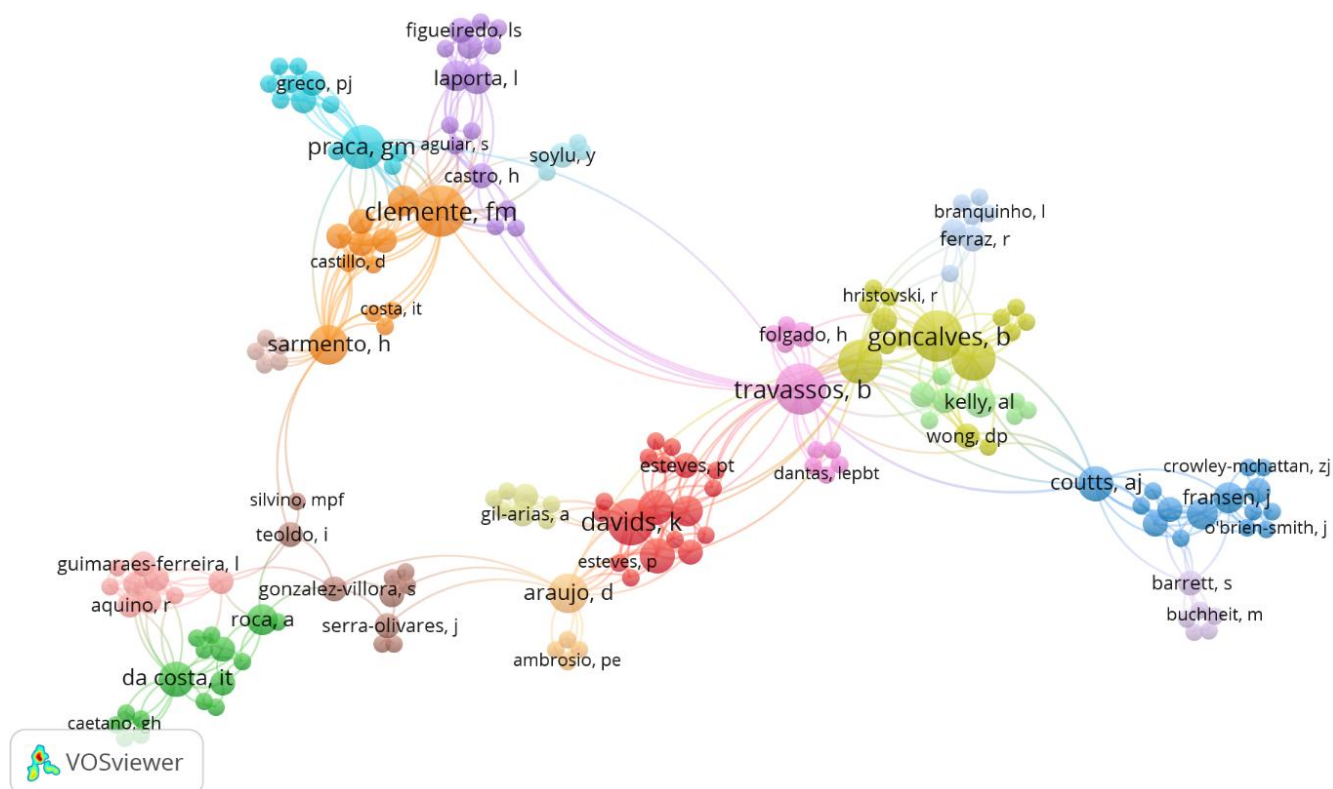 figueiredo, ls
greco, pj
laporta, l
praca, gm
aguiar, s
soylu, y
castro, h
clemente, fm
branquinho, l
ferraz, r
castillo, d
hristovski, r
costa, it
folgado, h
goncalves, b
sarmento, h
travassos, b
kelly, al
wong, dp
esteves, pt
dantas, lepbt
crowley-mchattan, zj
coutts, aj
fransen, j
silvino, mpf
gil-arias, a
davids, k
o'brien-smith, j
teoldo, i
guimaraes-ferreira, l
esteves, p
gonzalez-villora, s
araujo, d
barrett, s
aquino, r
roca, a
serra-olivares, j
buchheit, m
ambrosio, pe
da costa, it
caetano, gh
VOSviewer